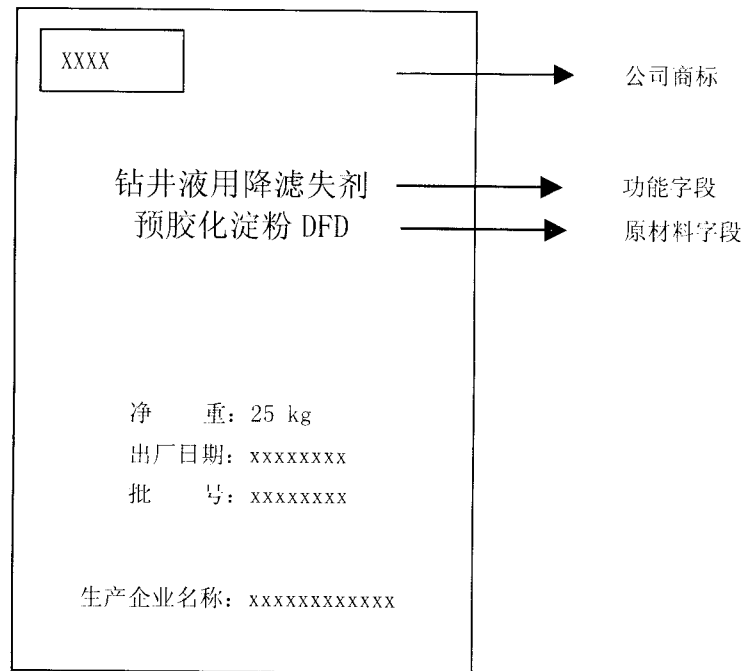 XXXX
公司商标
钻井液用降滤失剂
功能字段
预胶化淀粉 DFD
原材料字段
净 重：25 kg
出厂日期：xxxxxxxx
批 号：xxxxxxxx
生产企业名称：xxxxxxxxxxxx